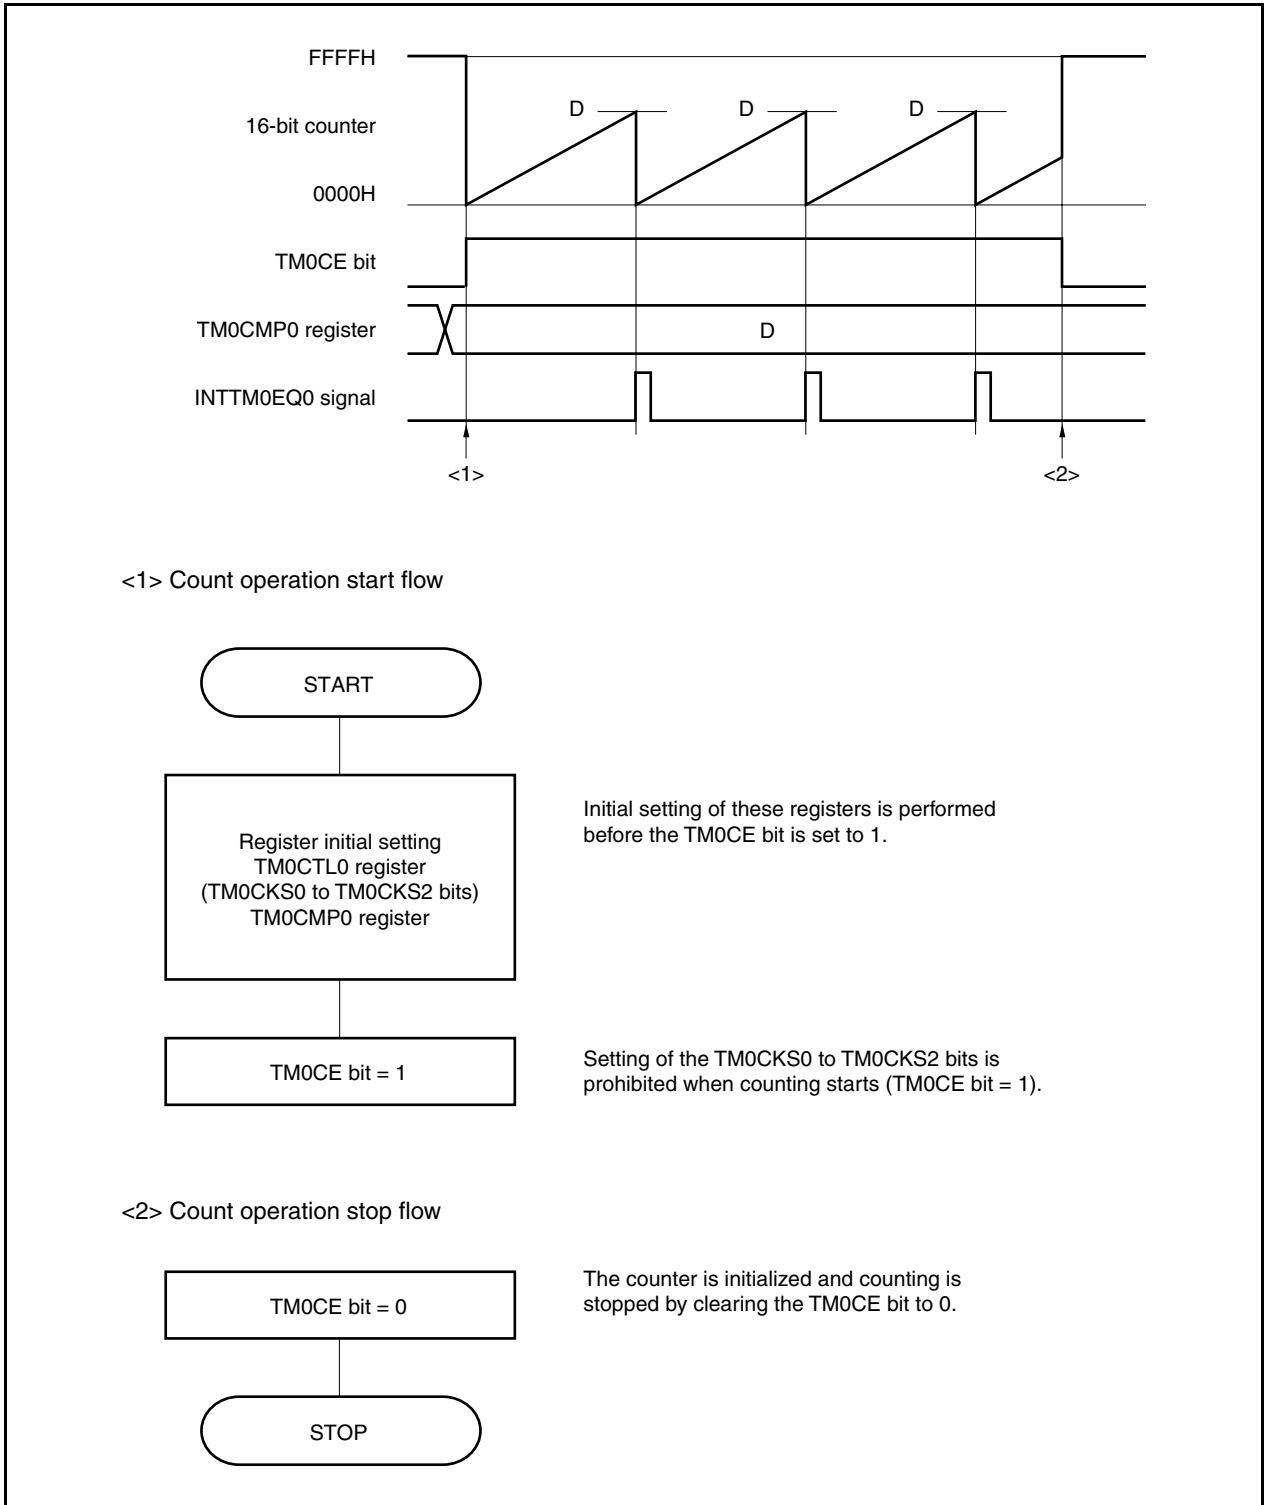 FFFFH
D D D
16-bit counter
0000H
TM0CE bit
TM0CMP0 register D
INTTM0EQ0 signal
<1> <2>
<1> Count operation start flow
START
Register initial setting
TM0CTL0 register
(TM0CKS0 to TM0CKS2 bits)
TM0CMP0 register
Initial setting of these registers is performed
before the TM0CE bit is set to 1.
TM0CE bit = 1
Setting of the TM0CKS0 to TM0CKS2 bits is
prohibited when counting starts (TM0CE bit = 1).
<2> Count operation stop flow
TM0CE bit = 0
The counter is initialized and counting is
stopped by clearing the TM0CE bit to 0.
STOP